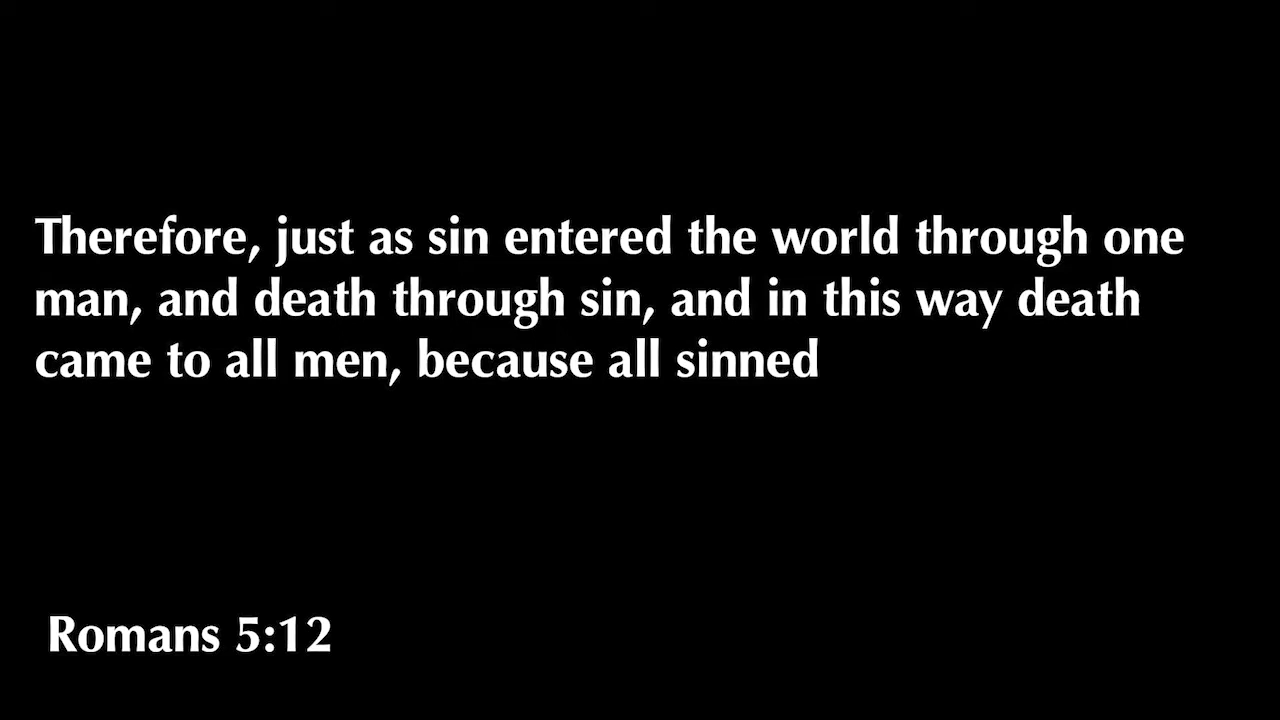 Therefore, just as sin entered the world through one
man, and death through sin, and in this way death
came to all men, because all sinned
Romans 5:12